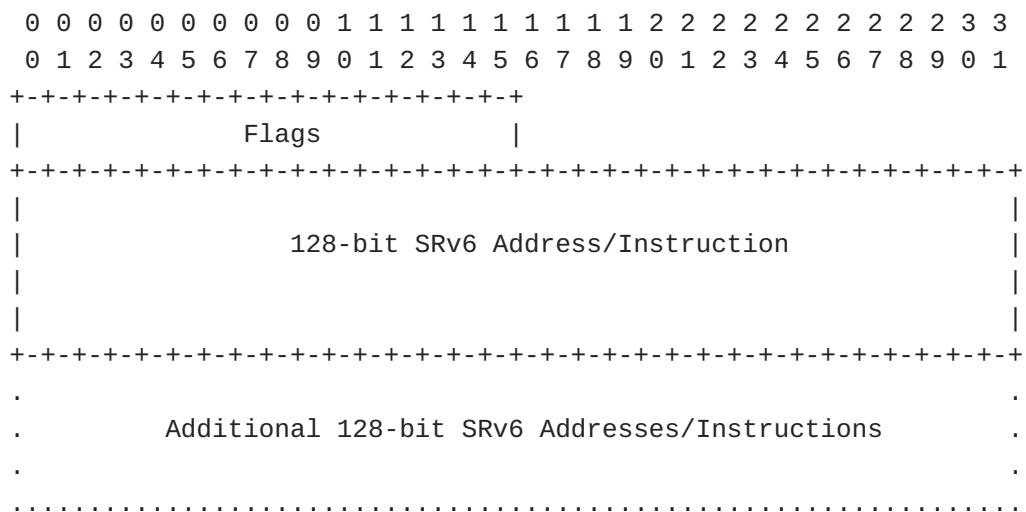 0 0 0 0 0 0 0 0 0 0 1 1 1 1 1 1 1 1 1 1 2 2 2 2 2 2 2 2 2 2 3 3
 0 1 2 3 4 5 6 7 8 9 0 1 2 3 4 5 6 7 8 9 0 1 2 3 4 5 6 7 8 9 0 1
+-+-+-+-+-+-+-+-+-+-+-+-+-+-+-+-+
|              Flags            |
+-+-+-+-+-+-+-+-+-+-+-+-+-+-+-+-+-+-+-+-+-+-+-+-+-+-+-+-+-+-+-+-+
|                                                               |
|                 128-bit SRv6 Address/Instruction              |
|                                                               |
|                                                               |
+-+-+-+-+-+-+-+-+-+-+-+-+-+-+-+-+-+-+-+-+-+-+-+-+-+-+-+-+-+-+-+-+
.                                                               .
.         Additional 128-bit SRv6 Addresses/Instructions        .
.                                                               .
.................................................................